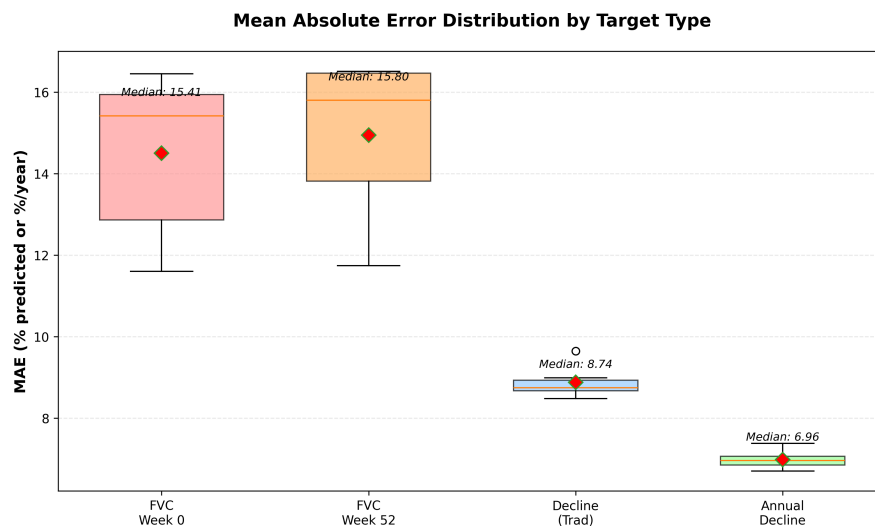 Mean Absolute Error Distribution by Target Type
MAE (% predicted or %/year)
16
14
12
10
8
Median: 15.41
Median: 15.80
Median: 8.74
Median: 6.96
FVC
Week 0
FVC
Week 52
Decline
(Trad)
Annual
Decline